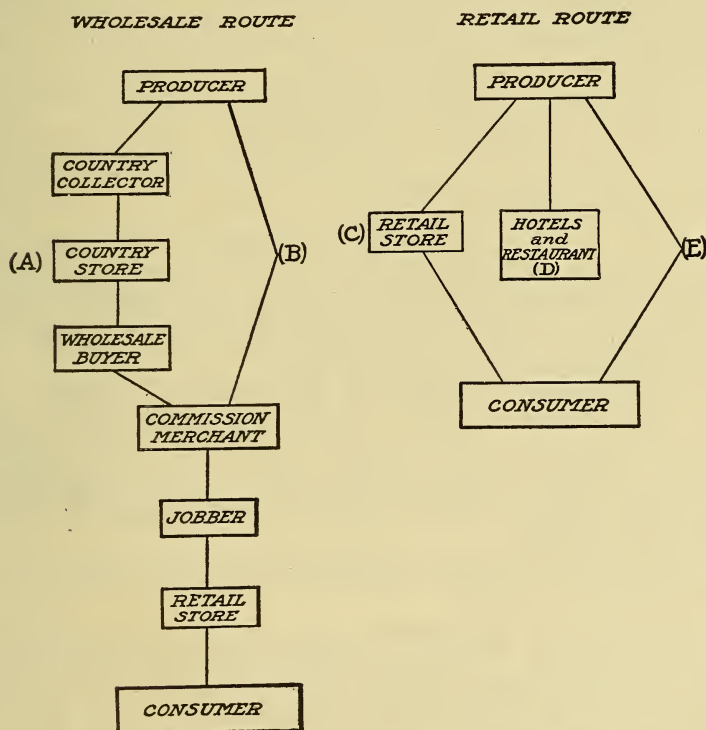 WHOLESALE ROUTE
PRODUCER
COUNTRY
COLLECTOR
(A)
COUNTRY
STORE
(B)
WHOLESALE
BUYER
COMMISSION
MERCHANT
JOBBER
RETAIL
STORE
CONSUMER
RETAIL ROUTE
PRODUCER
(C)
RETAIL
STORE
HOTELS
and
RESTAURANT
(D)
(E)
CONSUMER